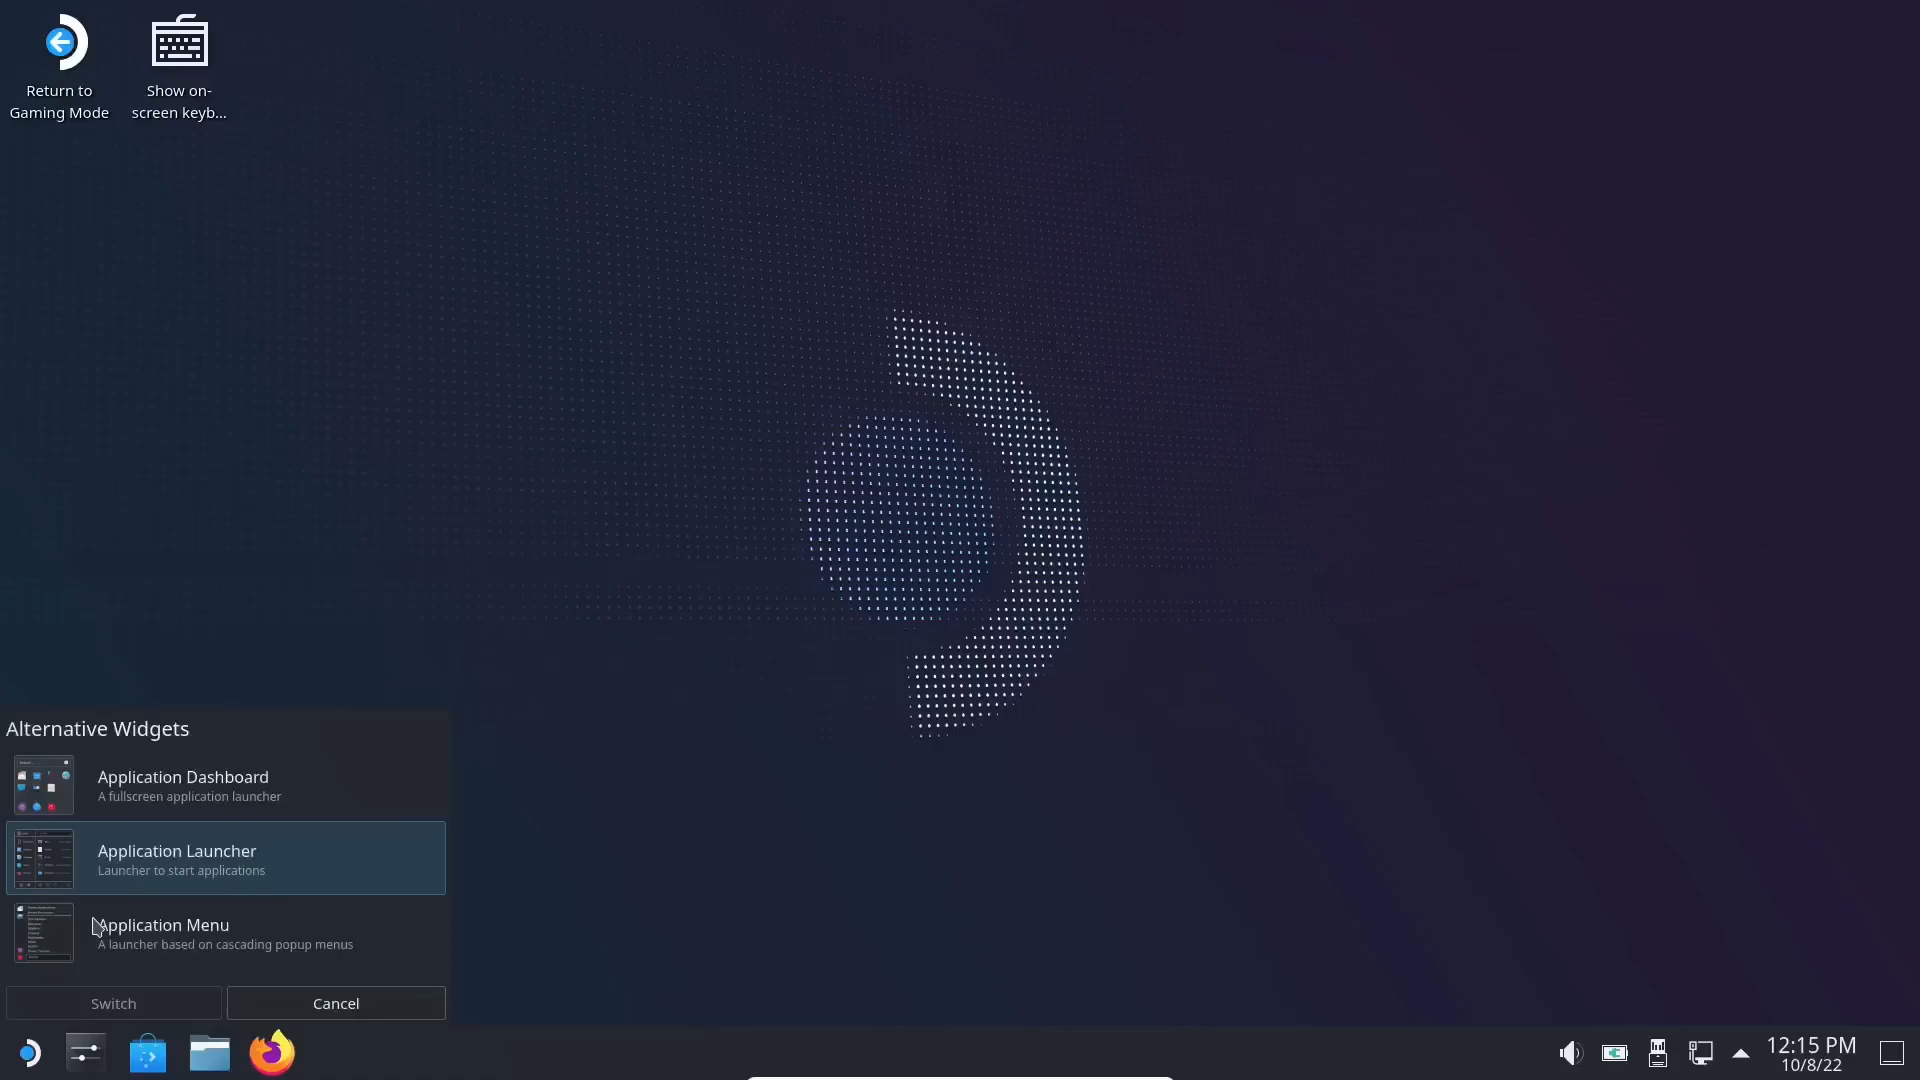 Return to
Gaming Mode
Show on-
screen keyb...
Alternative Widgets
Application Dashboard
A fullscreen application launcher
Application Launcher
Launcher to start applications
Application Menu
A launcher based on cascading popup menus
Switch
Cancel
12:15 PM
10/8/22